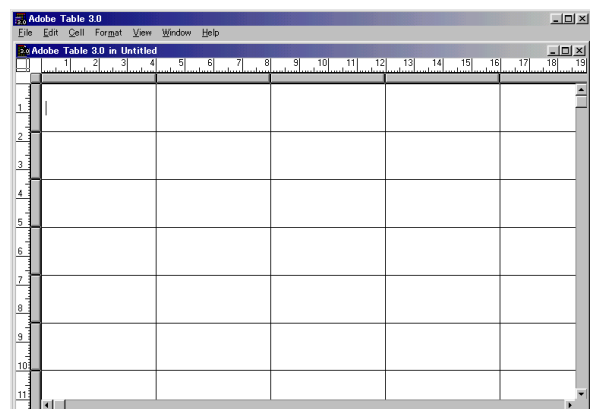 Adobe Table 3.0
File Edit Cell Format View Window Help
Adobe Table 3.0 in Untitled
1 2 3 4 5 6 7 8 9 10 11 12 13 14 15 16 17 18 19
1
2
3
4
5
6
7
8
9
10
11